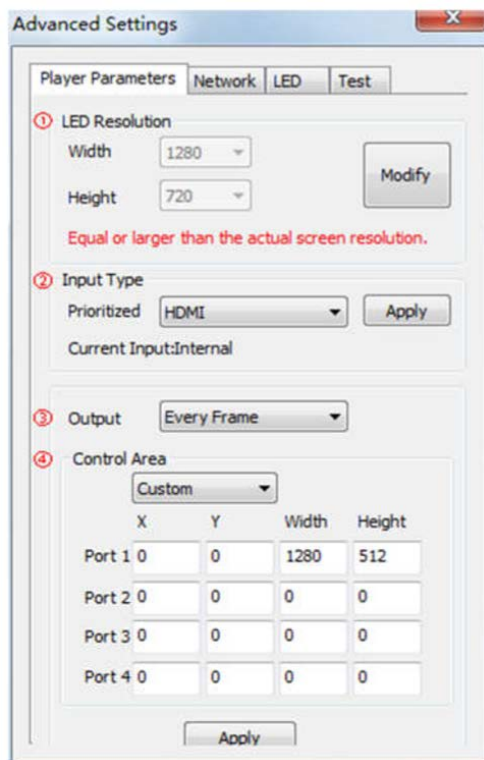 Advanced Settings
Player Parameters Network LED Test
① LED Resolution
Width 1280
Modify
Height 720
Equal or larger than the actual screen resolution.
② Input Type
Prioritized HDMI Apply
Current Input:Internal
③ Output Every Frame
④ Control Area
Custom
X Y Width Height
Port 1 0 0 1280 512
Port 2 0 0 0 0
Port 3 0 0 0 0
Port 4 0 0 0 0
Apply